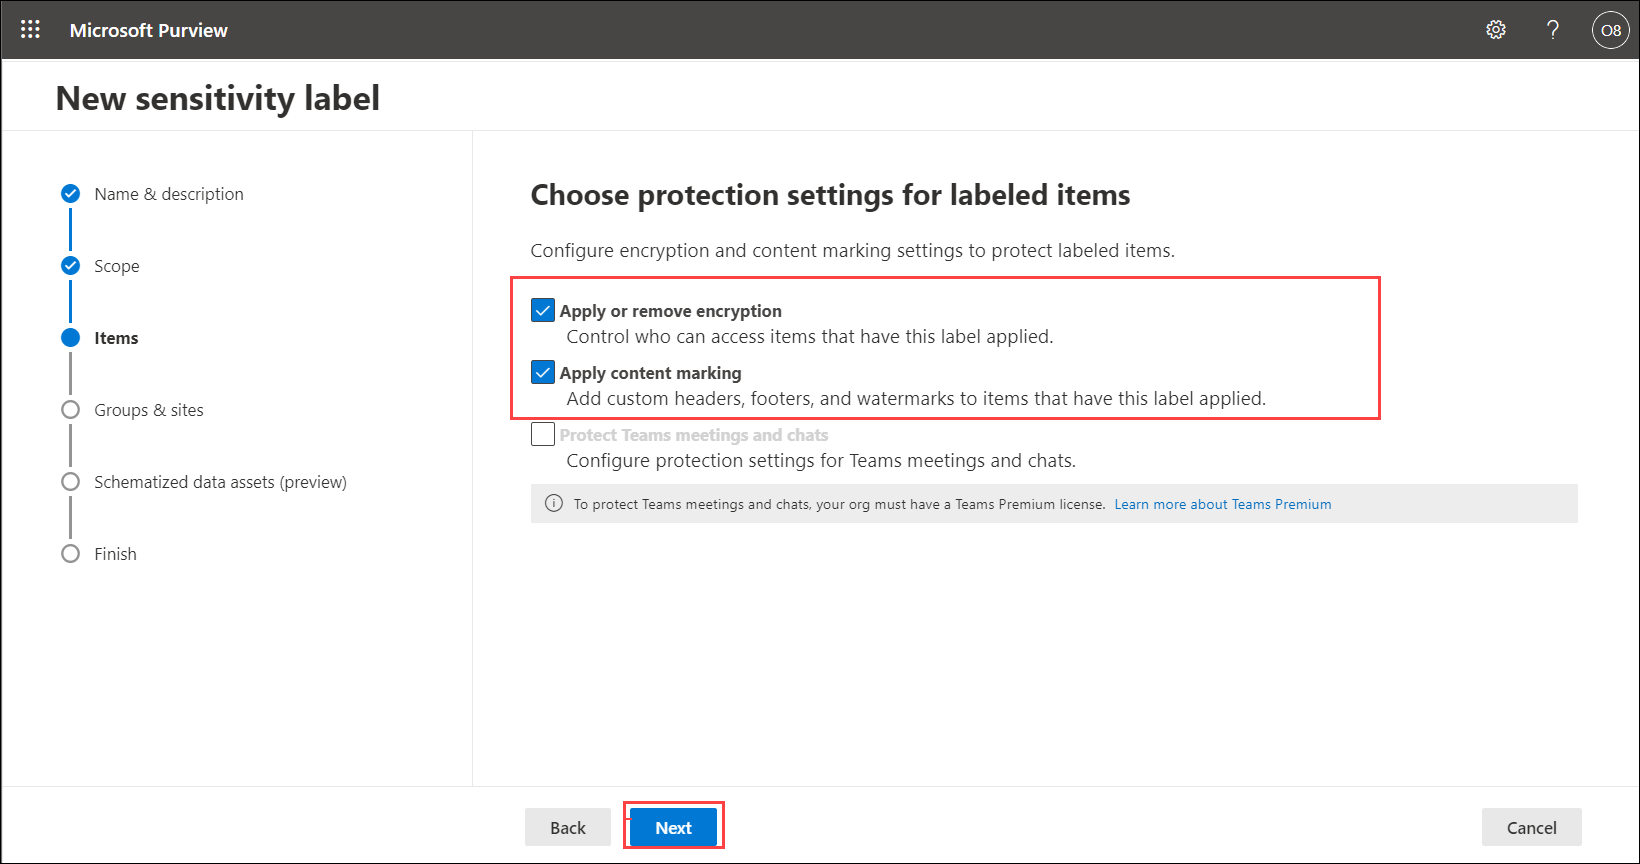 Microsoft Purview
? O8
New sensitivity label
Name & description
Scope
Items
Groups & sites
Schematized data assets (preview)
Finish
Choose protection settings for labeled items
Configure encryption and content marking settings to protect labeled items.
Apply or remove encryption
Control who can access items that have this label applied.
Apply content marking
Add custom headers, footers, and watermarks to items that have this label applied.
Protect Teams meetings and chats
Configure protection settings for Teams meetings and chats.
To protect Teams meetings and chats, your org must have a Teams Premium license. Learn more about Teams Premium
Back Next Cancel